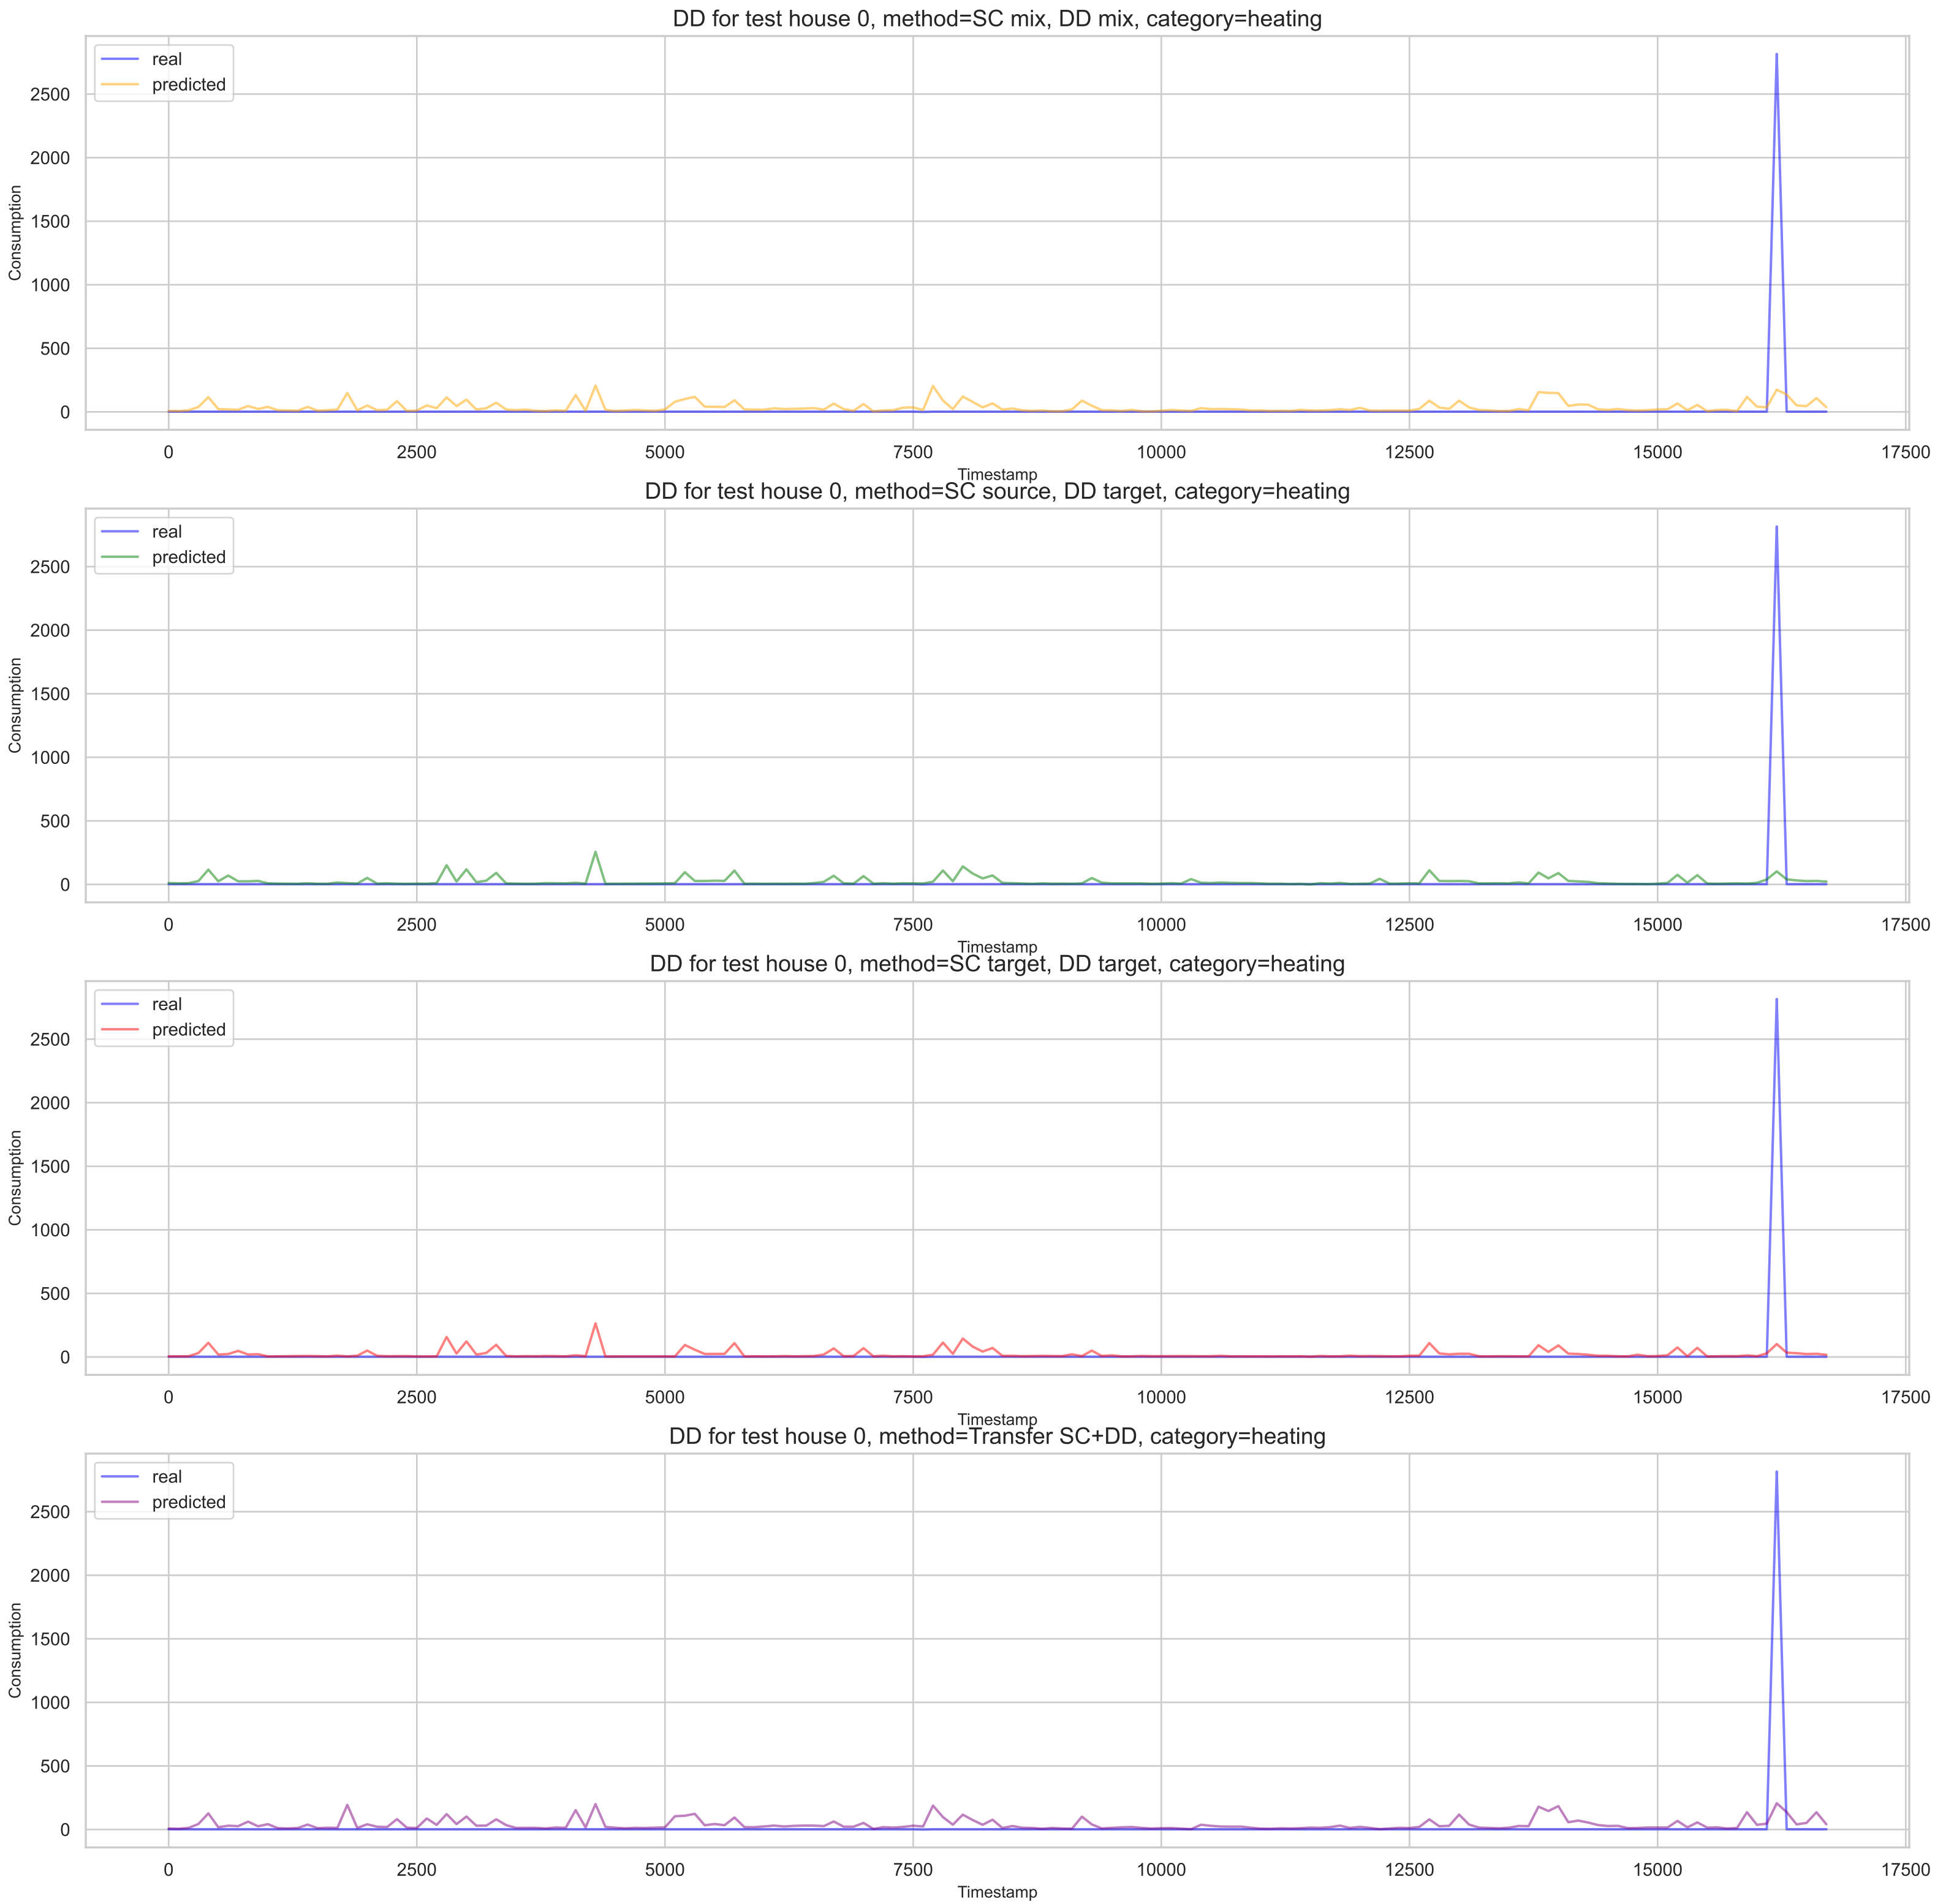 DD for test house 0, method=SC mix, DD mix, category=heating
real
predicted
Consumption
2500
2000
1500
1000
500
0
0 2500 5000 7500 10000 12500 15000 17500
Timestamp
DD for test house 0, method=SC source, DD target, category=heating
real
predicted
Consumption
2500
2000
1500
1000
500
0
0 2500 5000 7500 10000 12500 15000 17500
Timestamp
DD for test house 0, method=SC target, DD target, category=heating
real
predicted
Consumption
2500
2000
1500
1000
500
0
0 2500 5000 7500 10000 12500 15000 17500
Timestamp
DD for test house 0, method=Transfer SC+DD, category=heating
real
predicted
Consumption
2500
2000
1500
1000
500
0
0 2500 5000 7500 10000 12500 15000 17500
Timestamp